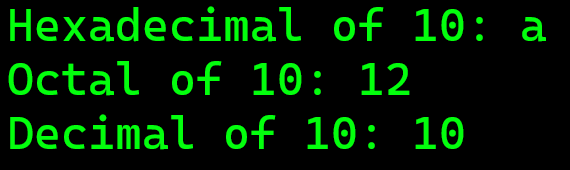 Hexadecimal of 10: a
Octal of 10: 12
Decimal of 10: 10